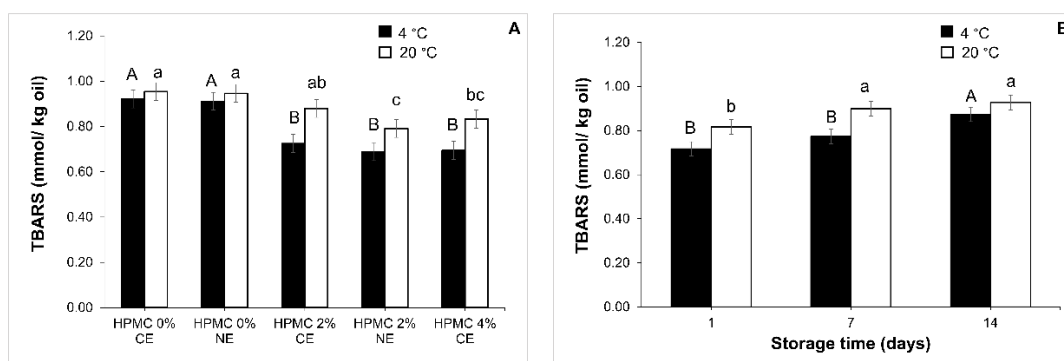 A
4 °C
20 °C
TBARS (mmol/ kg oil)
1.20
1.00
0.80
0.60
0.40
0.20
0.00
A a A a B ab B c B bc
HPMC 0% CE
HPMC 0% NE
HPMC 2% CE
HPMC 2% NE
HPMC 4% CE
4 °C
20 °C
TBARS (mmol/ kg oil)
1.20
1.00
0.80
0.60
0.40
0.20
0.00
B b B a A a
1 7 14
Storage time (days)